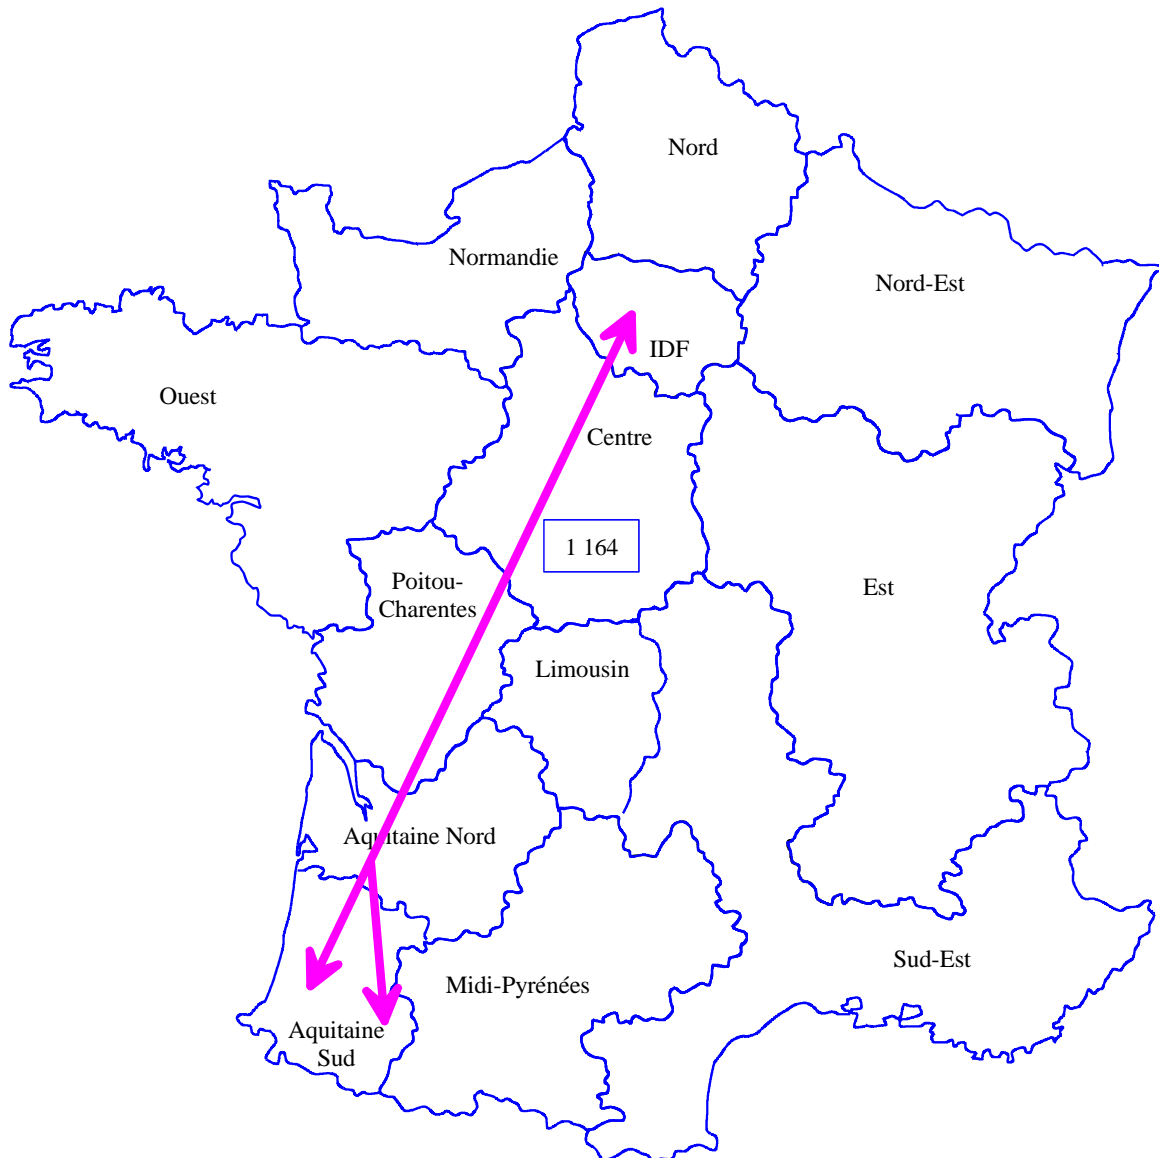 Nord
Normandie
Nord-Est
IDF
Ouest
Centre
1 164
Poitou-
Charentes
Est
Limousin
Aquitaine Nord
Sud-Est
Midi-Pyrénées
Aquitaine
Sud